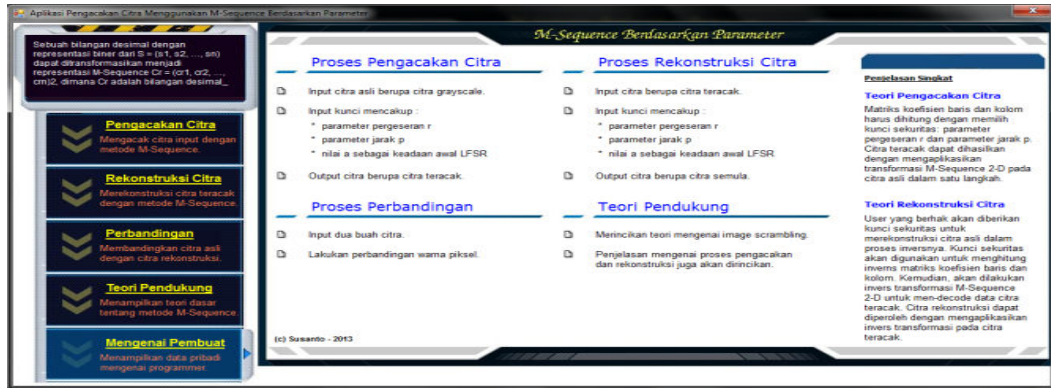 Aplikasi Pengacakan Citra Menggunakan M-Sequence Berdasarkan Parameter
Sebuah bilangan desimal dengan
representasi biner dari S = (s1, s2, ..., sn)
dapat ditransformasikan menjadi
representasi M-Sequence Cr = (cr1, cr2, ...,
crn)2, dimana Cr adalah bilangan desimal_
Pengacakan Citra
Mengacak citra input dengan
metode M-Sequence.
Rekonstruksi Citra
Merekonstruksi citra teracak
dengan metode M-Sequence.
Perbandingan
Membandingkan citra asli
dengan citra rekonstruksi.
Teori Pendukung
Menampilkan teori dasar
tentang metode M-Sequence.
Mengenai Pembuat
Menampilkan data pribadi
mengenai programmer.
M-Sequence Berdasarkan Parameter
Proses Pengacakan Citra
Input citra asli berupa citra grayscale.
Input kunci mencakup :
* parameter pergeseran r
* parameter jarak p
* nilai a sebagai keadaan awal LFSR
Output citra berupa citra teracak.
Proses Rekonstruksi Citra
Input citra berupa citra teracak.
Input kunci mencakup :
* parameter pergeseran r
* parameter jarak p
* nilai a sebagai keadaan awal LFSR
Output citra berupa citra semula.
Proses Perbandingan
Input dua buah citra.
Lakukan perbandingan warna piksel.
Teori Pendukung
Merincikan teori mengenai image scrambling.
Penjelasan mengenai proses pengacakan
dan rekonstruksi juga akan dirincikan.
(c) Susanto - 2013
Penjelasan Singkat
Teori Pengacakan Citra
Matriks koefisien baris dan kolom
harus dihitung dengan memilih
kunci sekuritas: parameter
pergeseran r dan parameter jarak p.
Citra teracak dapat dihasilkan
dengan mengaplikasikan
transformasi M-Sequence 2-D pada
citra asli dalam satu langkah.
Teori Rekonstruksi Citra
User yang berhak akan diberikan
kunci sekuritas untuk
merekonstruksi citra asli dalam
proses inversnya. Kunci sekuritas
akan digunakan untuk menghitung
invers matriks koefisien baris dan
kolom. Kemudian, akan dilakukan
invers transformasi M-Sequence
2-D untuk men-decode data citra
teracak. Citra rekonstruksi dapat
diperoleh dengan mengaplikasikan
invers transformasi pada citra
teracak.